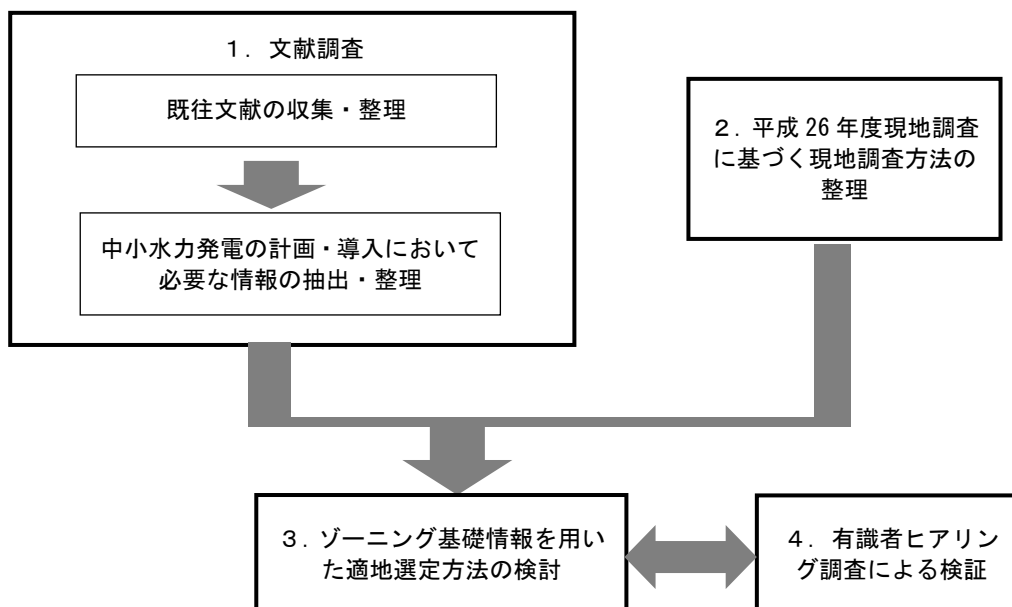 １．文献調査
既往文献の収集・整理
中小水力発電の計画・導入において
必要な情報の抽出・整理
２．平成 26 年度現地調査
に基づく現地調査方法の
整理
３．ゾーニング基礎情報を用い
た適地選定方法の検討
４．有識者ヒアリン
グ調査による検証